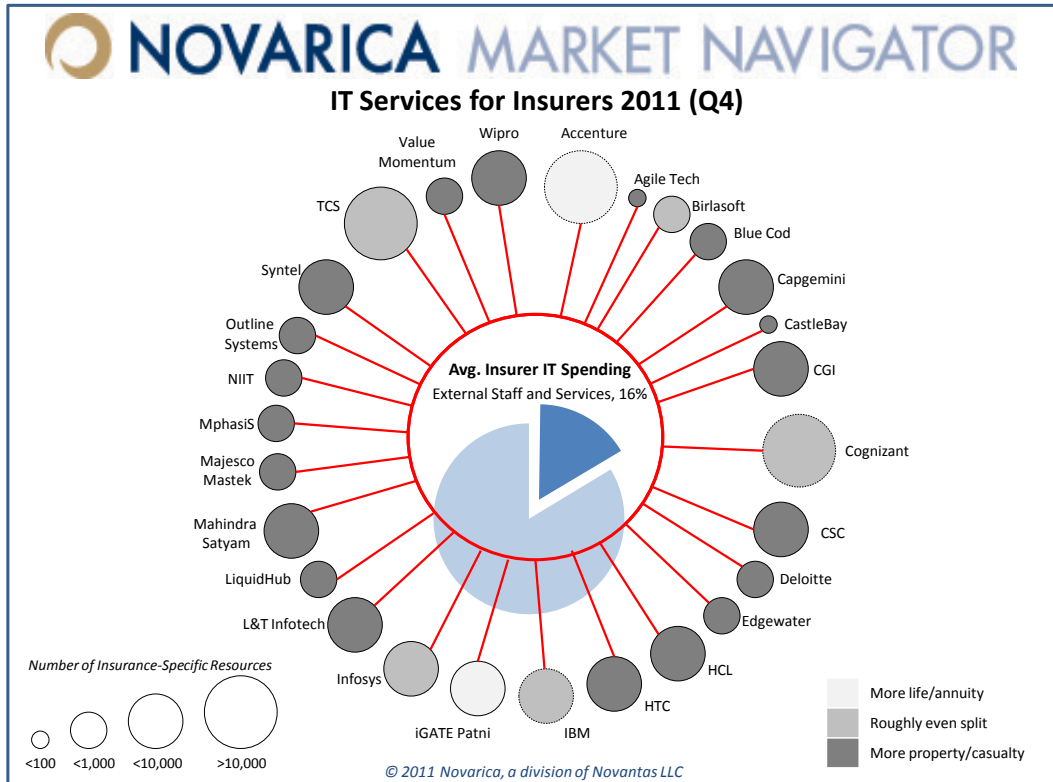 NOVARICA MARKET NAVIGATOR
IT Services for Insurers 2011 (Q4)
Accenture
Agile Tech
Birlasoft
Blue Cod
Capgemini
CastleBay
CGI
Cognizant
CSC
Deloitte
Edgewater
HCL
HTC
IBM
iGATE Patni
Infosys
L&T Infotech
LiquidHub
Mahindra
Satyam
Majesco
Mastek
MphasiS
NIIT
Outline
Systems
Syntel
TCS
Value
Momentum
Wipro
Avg. Insurer IT Spending
External Staff and Services, 16%
Number of Insurance-Specific Resources
<100
<1,000
<10,000
>10,000
More life/annuity
Roughly even split
More property/casualty
© 2011 Novarica, a division of Novantas LLC